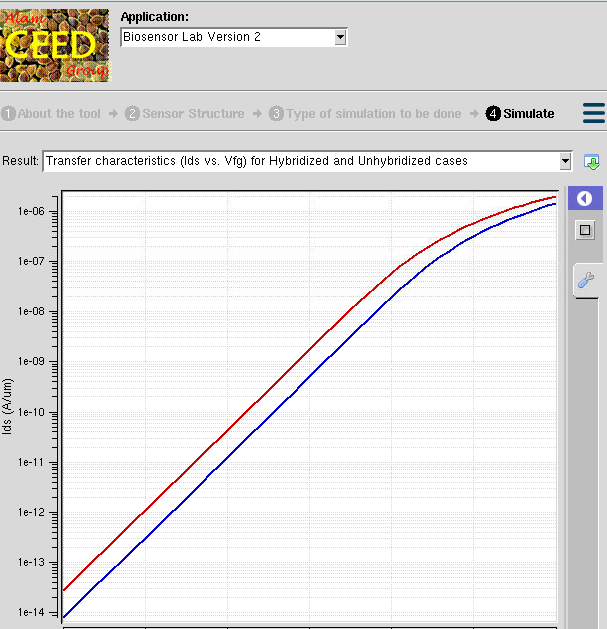 Alam
CEED
Group
Application:
Biosensor Lab Version 2
1 About the tool → 2 Sensor Structure → 3 Type of simulation to be done → 4 Simulate
Result: Transfer characteristics (Ids vs. Vfg) for Hybridized and Unhybridized cases
1e-06
1e-07
1e-08
1e-09
1e-10
1e-11
1e-12
1e-13
1e-14
Ids (A/um)